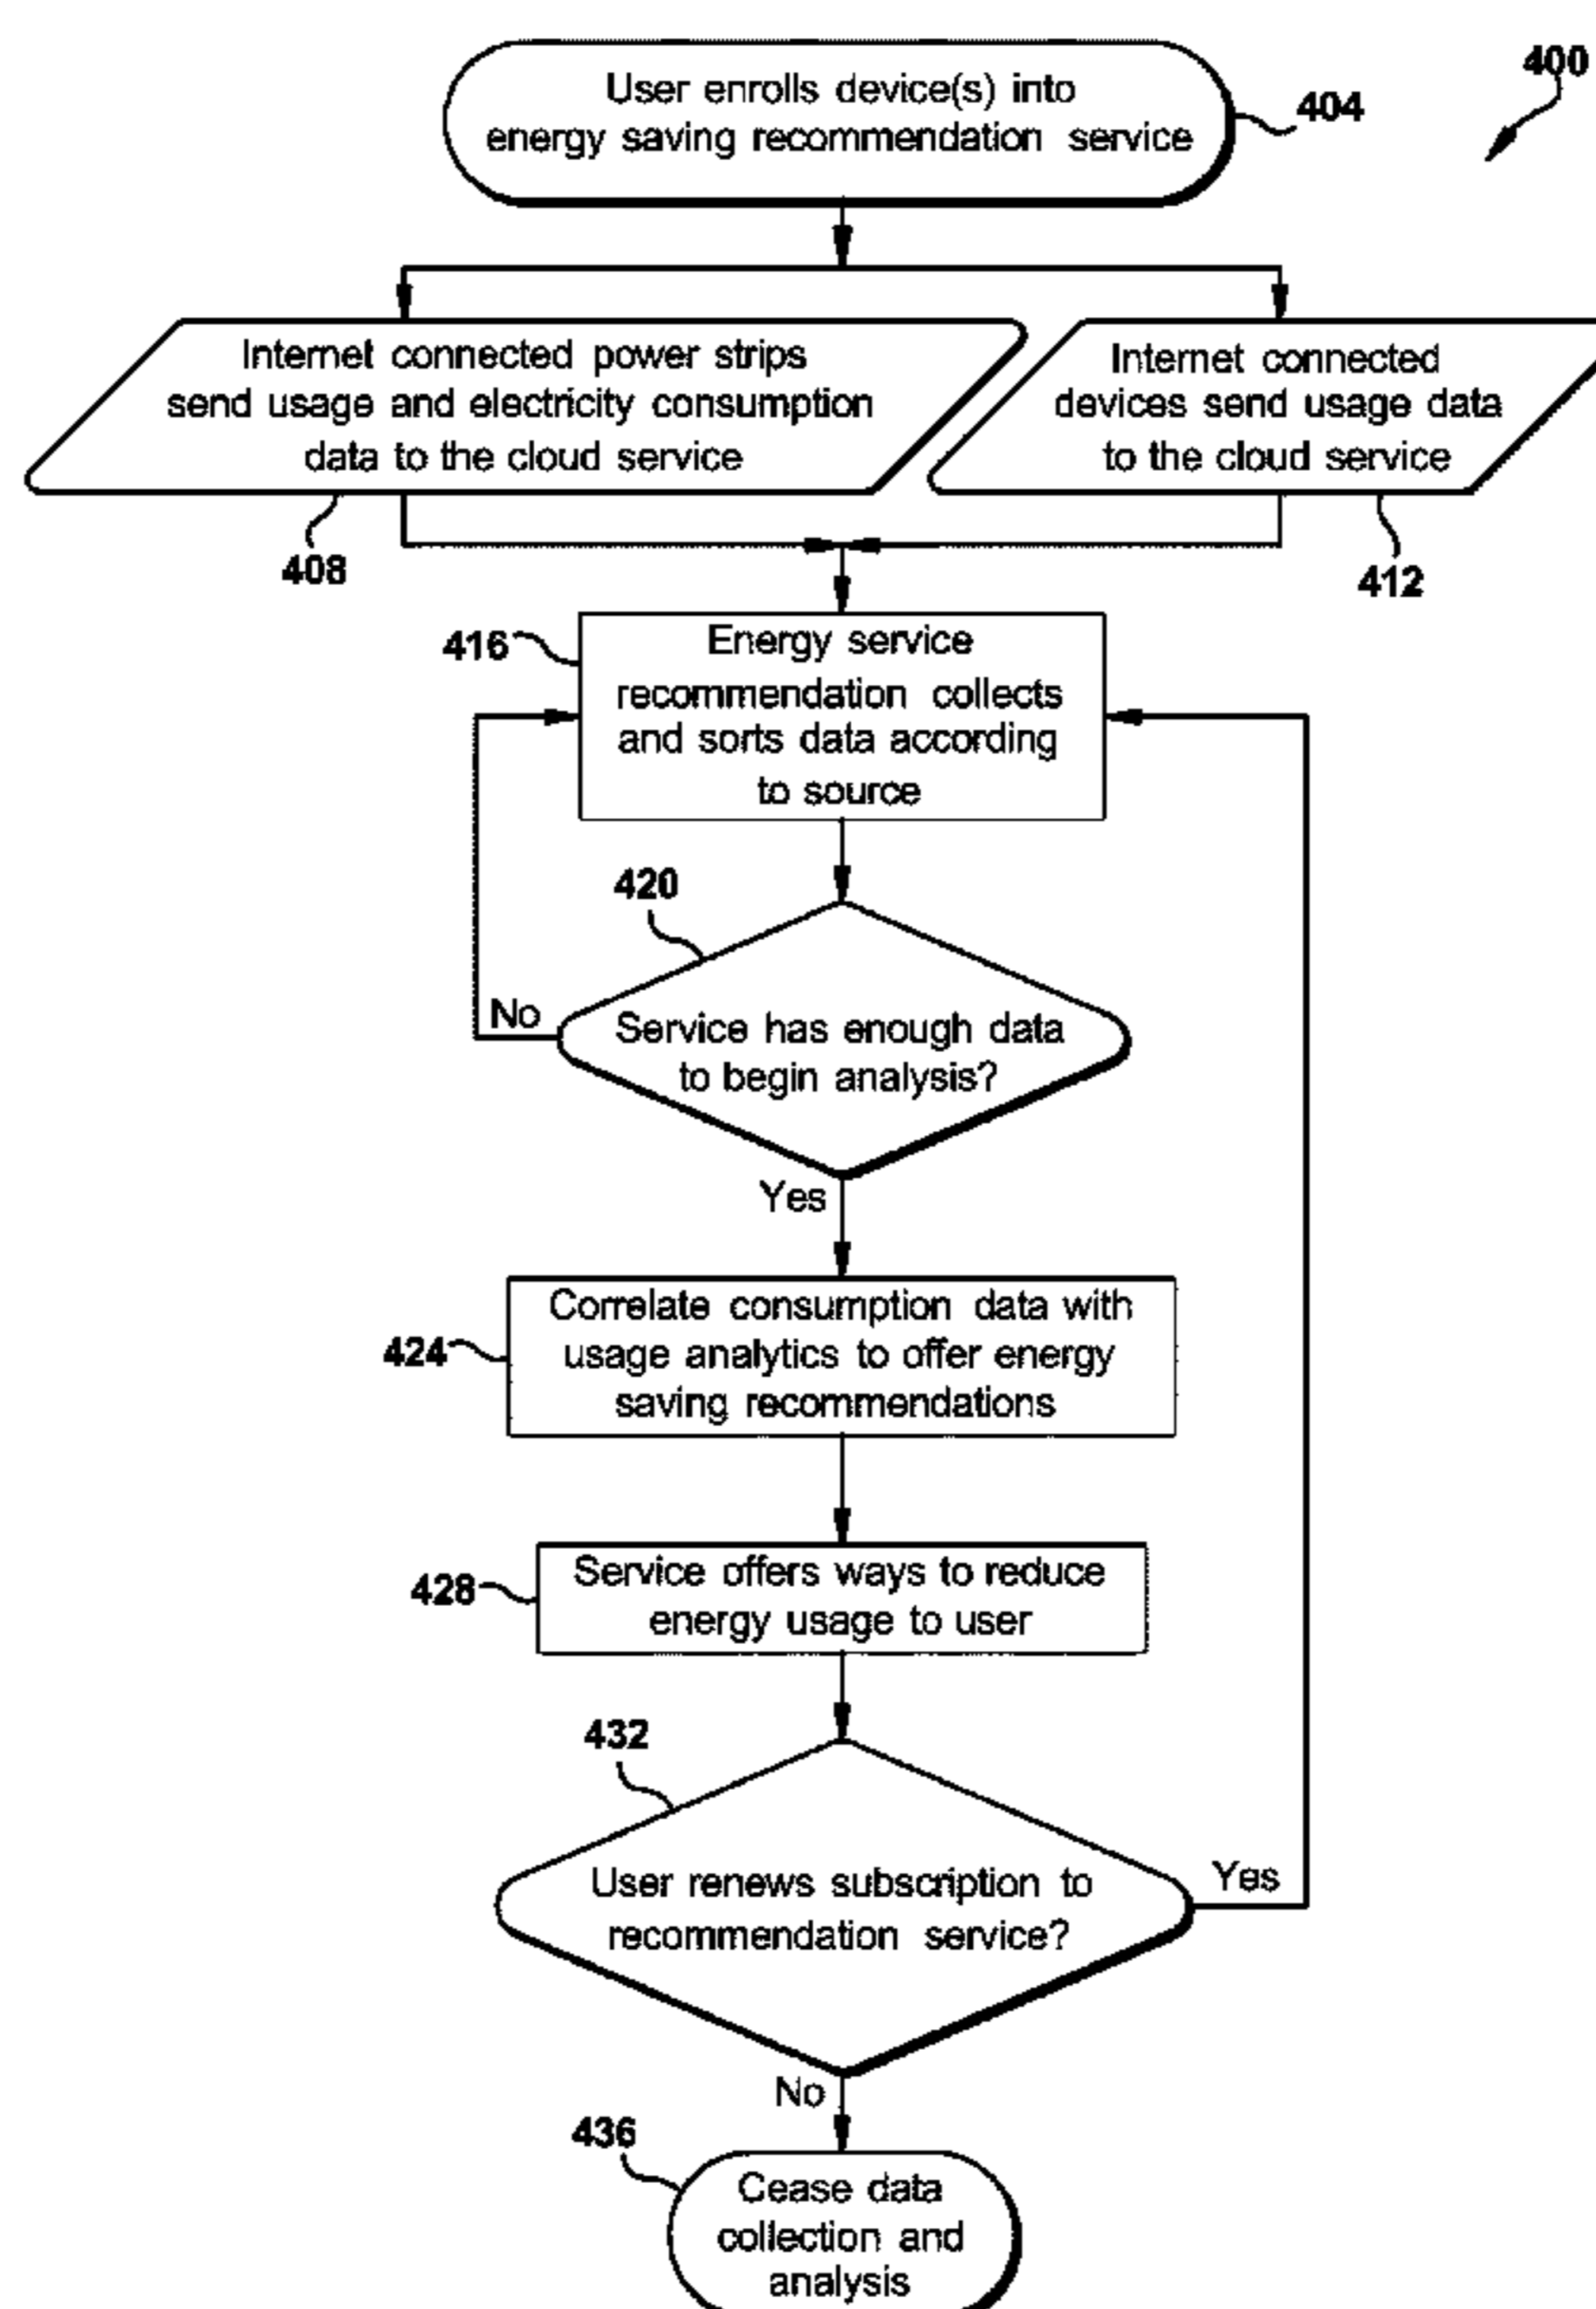 400
User enrolls device(s) into
energy saving recommendation service
404
Internet connected power strips
send usage and electricity consumption
data to the cloud service
408
Internet connected
devices send usage data
to the cloud service
412
416
Energy service
recommendation collects
and sorts data according
to source
420
No
Service has enough data
to begin analysis?
Yes
424
Correlate consumption data with
usage analytics to offer energy
saving recommendations
428
Service offers ways to reduce
energy usage to user
432
User renews subscription to
recommendation service?
Yes
No
436
Cease data
collection and
analysis